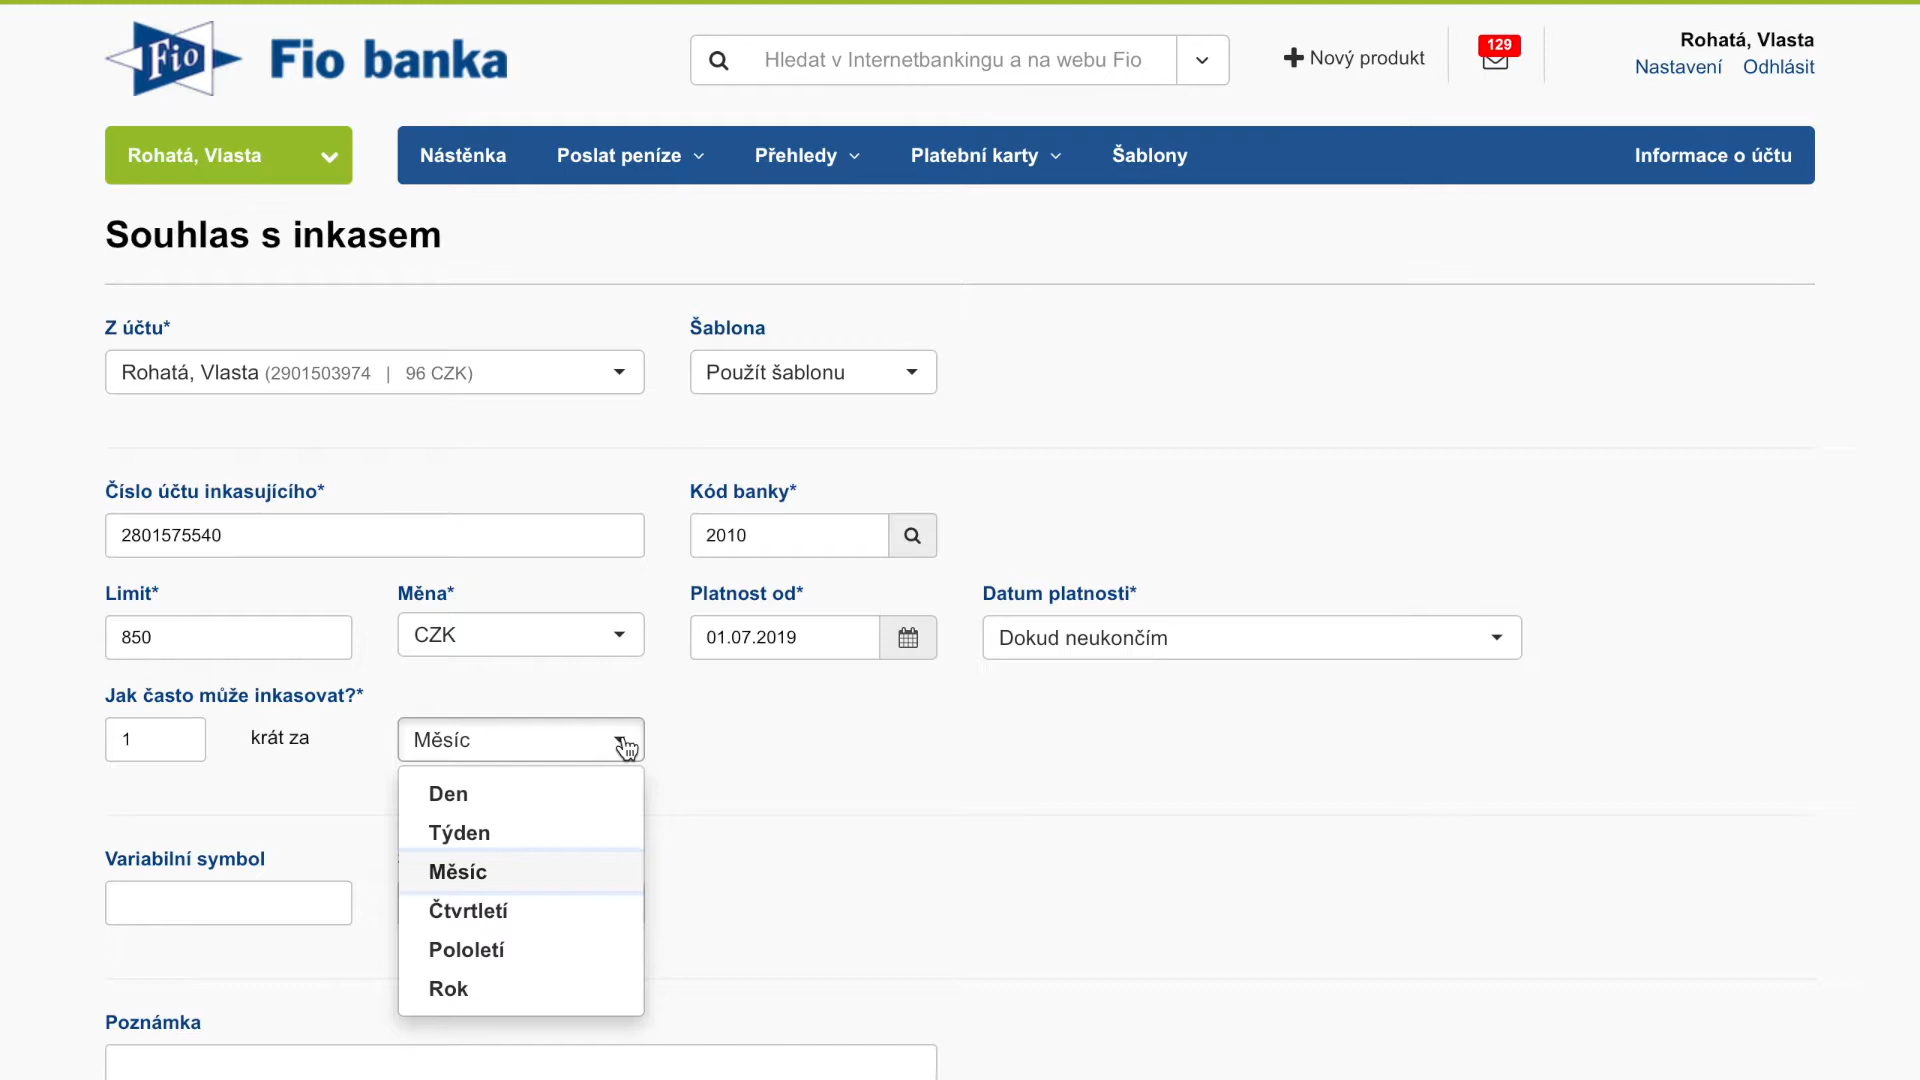 Fio Fio banka
Hledat v Internetbankingu a na webu Fio
Nový produkt
129
Rohatá, Vlasta
Nastavení Odhlásit
Rohatá, Vlasta
Nástěnka Poslat peníze Přehledy Platební karty Šablony Informace o účtu
Souhlas s inkasem
Z účtu* Šablona
Rohatá, Vlasta (2901503974 | 96 CZK) Použít šablonu
Číslo účtu inkasujícího* Kód banky*
2801575540 2010
Limit* Měna* Platnost od* Datum platnosti*
850 CZK 01.07.2019 Dokud neukončím
Jak často může inkasovat?*
1 krát za Měsíc
Den
Týden
Měsíc
Čtvrtletí
Pololetí
Rok
Variabilní symbol
Poznámka